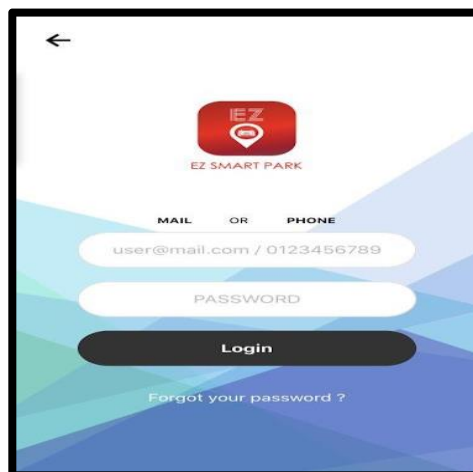 EZ
EZ SMART PARK
MAIL OR PHONE
user@mail.com / 0123456789
PASSWORD
Login
Forgot your password ?